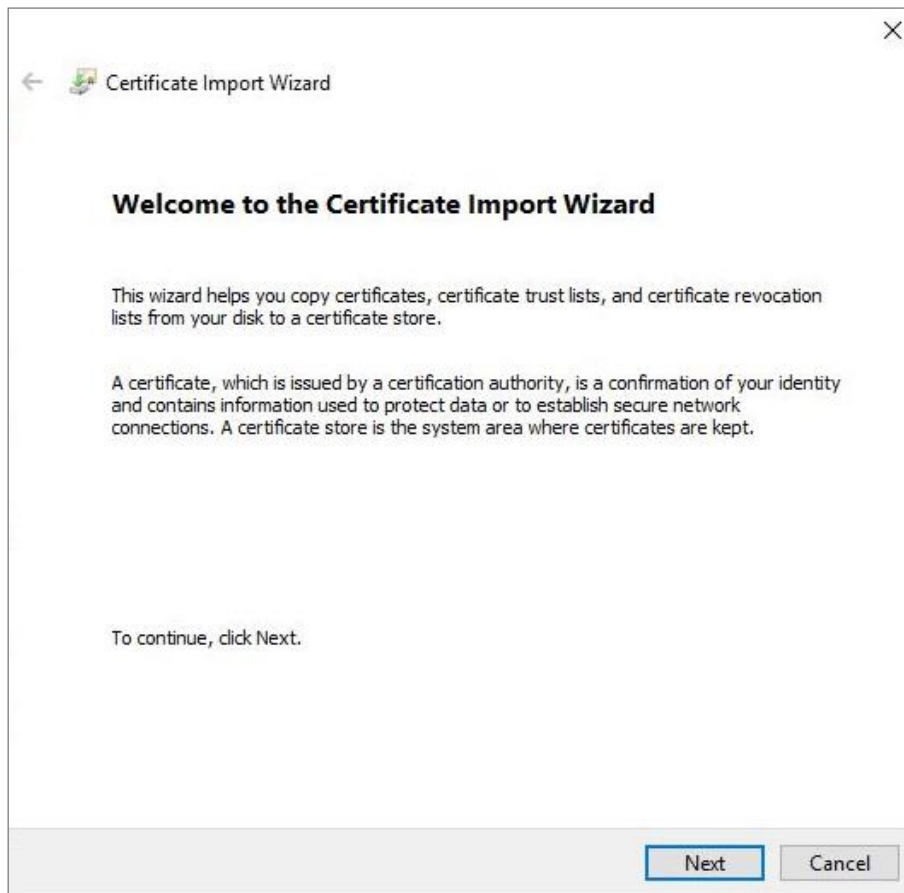 Certificate Import Wizard
Welcome to the Certificate Import Wizard
This wizard helps you copy certificates, certificate trust lists, and certificate revocation
lists from your disk to a certificate store.
A certificate, which is issued by a certification authority, is a confirmation of your identity
and contains information used to protect data or to establish secure network
connections. A certificate store is the system area where certificates are kept.
To continue, click Next.
Next Cancel